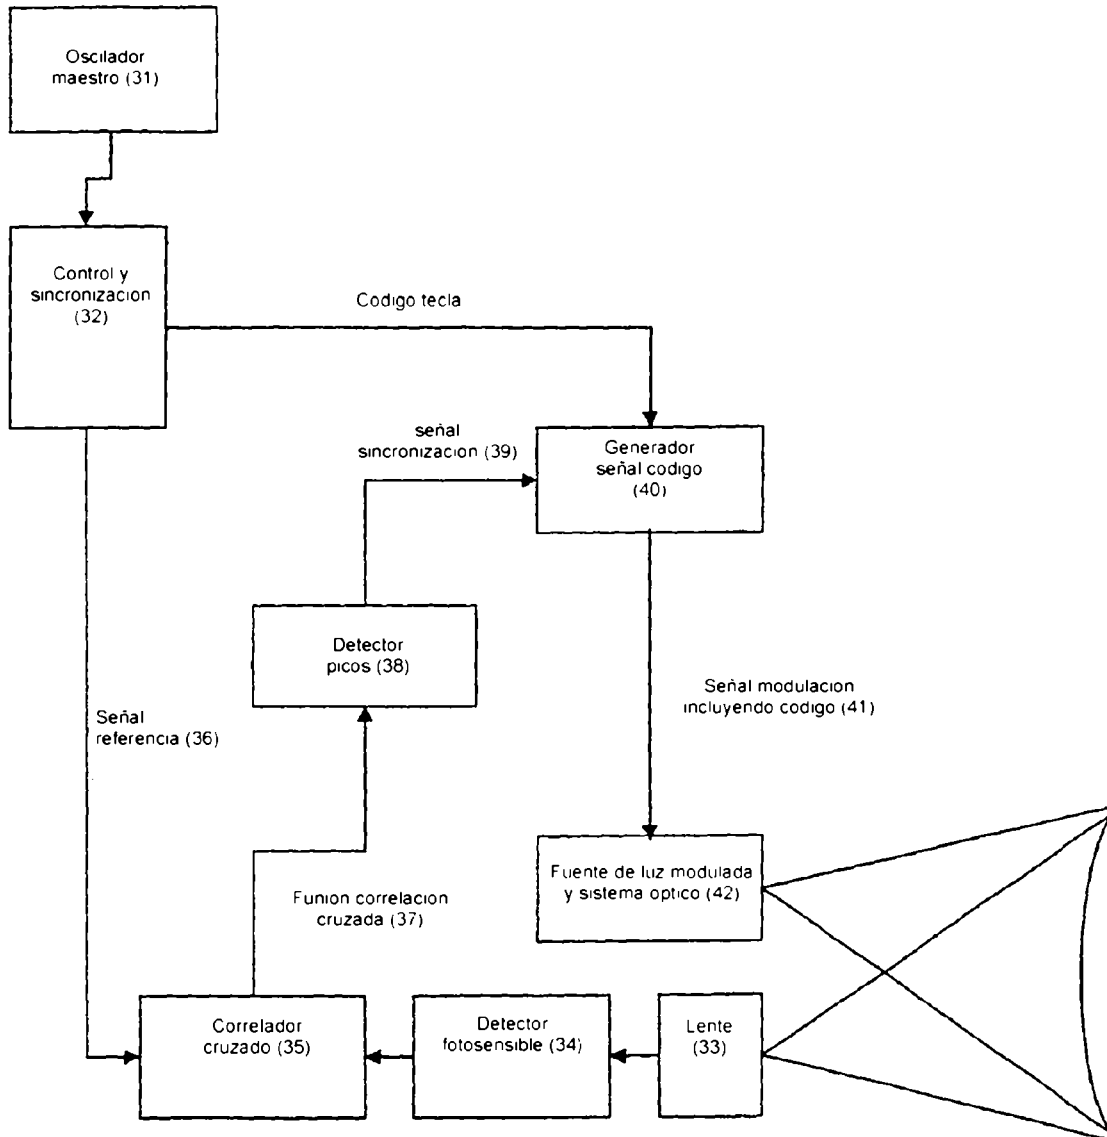 Oscilador
maestro (31)
Control y
sincronizacion
(32)
Codigo tecla
señal
sincronizacion (39)
Generador
señal codigo
(40)
Detector
picos (38)
Señal
referencia (36)
Señal modulacion
incluyendo codigo (41)
Funion correlacion
cruzada (37)
Fuente de luz modulada
y sistema optico (42)
Correlador
cruzado (35)
Detector
fotosensible (34)
Lente
(33)